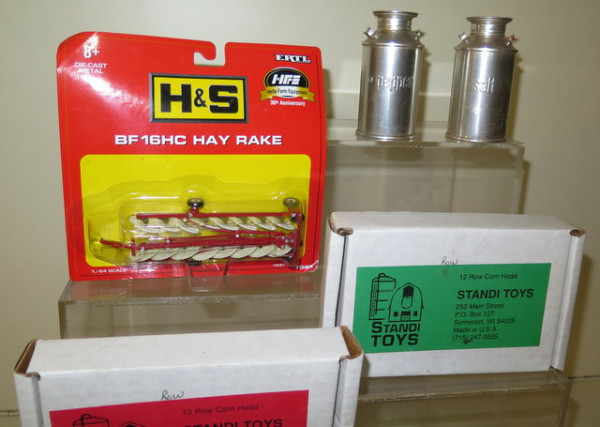 8+
DIE-CAST
METAL
ERTL
H&S
HFE
Hello Farm Equipment
30th Anniversary
BF16HC HAY RAKE
1/64 SCALE
pepper
salt
Row
12 Row Corn Head
STANDI TOYS
252 Main Street
P.O. Box 127
Somerset, WI 54025
Made in U.S.A
(715) 247-3525
STANDI
TOYS
Row
12 Row Corn Head
STANDI TOYS